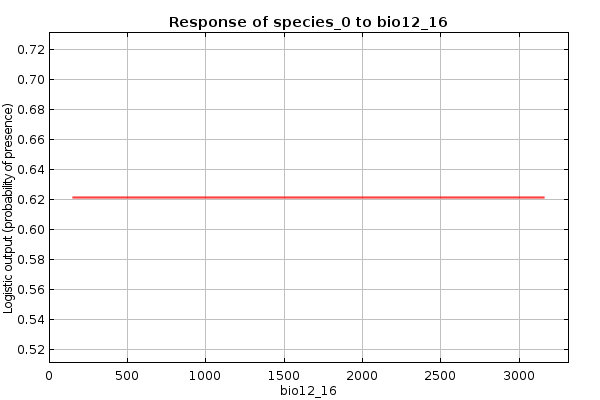 Response of species_0 to bio12_16
Logistic output (probability of presence)
0.72
0.70
0.68
0.66
0.64
0.62
0.60
0.58
0.56
0.54
0.52
0 500 1000 1500 2000 2500 3000
bio12_16